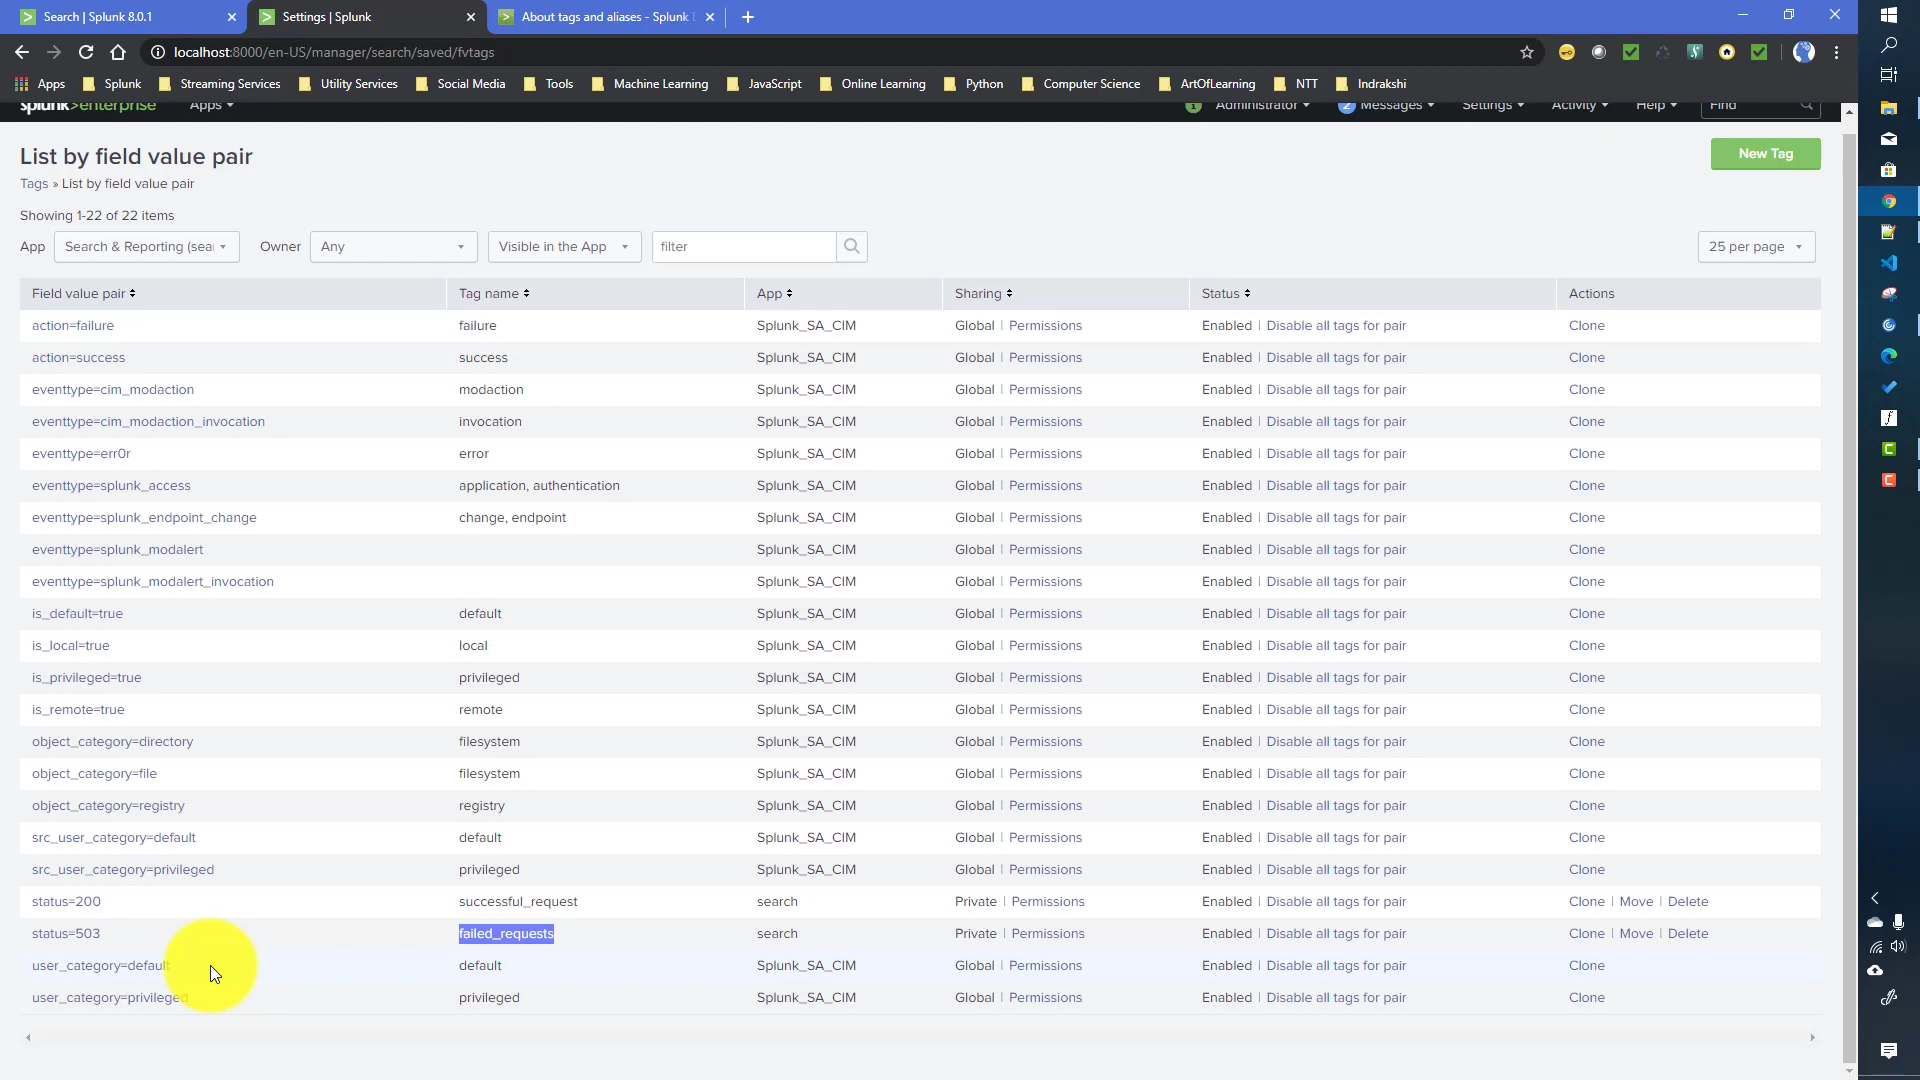 Search | Splunk 8.0.1
Settings | Splunk
About tags and aliases - Splunk
localhost:8000/en-US/manager/search/saved/fvtags
Apps Splunk Streaming Services Utility Services Social Media Tools Machine Learning JavaScript Online Learning Python Computer Science ArtOfLearning NTT Indrakshi
splunk>enterprise Apps Administrator Messages Settings Activity Help Find
List by field value pair
New Tag
Tags » List by field value pair
Showing 1-22 of 22 items
App Search & Reporting (sear Owner Any Visible in the App filter 25 per page
Field value pair Tag name App Sharing Status Actions
action=failure failure Splunk_SA_CIM Global | Permissions Enabled | Disable all tags for pair Clone
action=success success Splunk_SA_CIM Global | Permissions Enabled | Disable all tags for pair Clone
eventtype=cim_modaction modaction Splunk_SA_CIM Global | Permissions Enabled | Disable all tags for pair Clone
eventtype=cim_modaction_invocation invocation Splunk_SA_CIM Global | Permissions Enabled | Disable all tags for pair Clone
eventtype=err0r error Splunk_SA_CIM Global | Permissions Enabled | Disable all tags for pair Clone
eventtype=splunk_access application, authentication Splunk_SA_CIM Global | Permissions Enabled | Disable all tags for pair Clone
eventtype=splunk_endpoint_change change, endpoint Splunk_SA_CIM Global | Permissions Enabled | Disable all tags for pair Clone
eventtype=splunk_modalert Splunk_SA_CIM Global | Permissions Enabled | Disable all tags for pair Clone
eventtype=splunk_modalert_invocation Splunk_SA_CIM Global | Permissions Enabled | Disable all tags for pair Clone
is_default=true default Splunk_SA_CIM Global | Permissions Enabled | Disable all tags for pair Clone
is_local=true local Splunk_SA_CIM Global | Permissions Enabled | Disable all tags for pair Clone
is_privileged=true privileged Splunk_SA_CIM Global | Permissions Enabled | Disable all tags for pair Clone
is_remote=true remote Splunk_SA_CIM Global | Permissions Enabled | Disable all tags for pair Clone
object_category=directory filesystem Splunk_SA_CIM Global | Permissions Enabled | Disable all tags for pair Clone
object_category=file filesystem Splunk_SA_CIM Global | Permissions Enabled | Disable all tags for pair Clone
object_category=registry registry Splunk_SA_CIM Global | Permissions Enabled | Disable all tags for pair Clone
src_user_category=default default Splunk_SA_CIM Global | Permissions Enabled | Disable all tags for pair Clone
src_user_category=privileged privileged Splunk_SA_CIM Global | Permissions Enabled | Disable all tags for pair Clone
status=200 successful_request search Private | Permissions Enabled | Disable all tags for pair Clone | Move | Delete
status=503 failed_requests search Private | Permissions Enabled | Disable all tags for pair Clone | Move | Delete
user_category=default default Splunk_SA_CIM Global | Permissions Enabled | Disable all tags for pair Clone
user_category=privileged privileged Splunk_SA_CIM Global | Permissions Enabled | Disable all tags for pair Clone